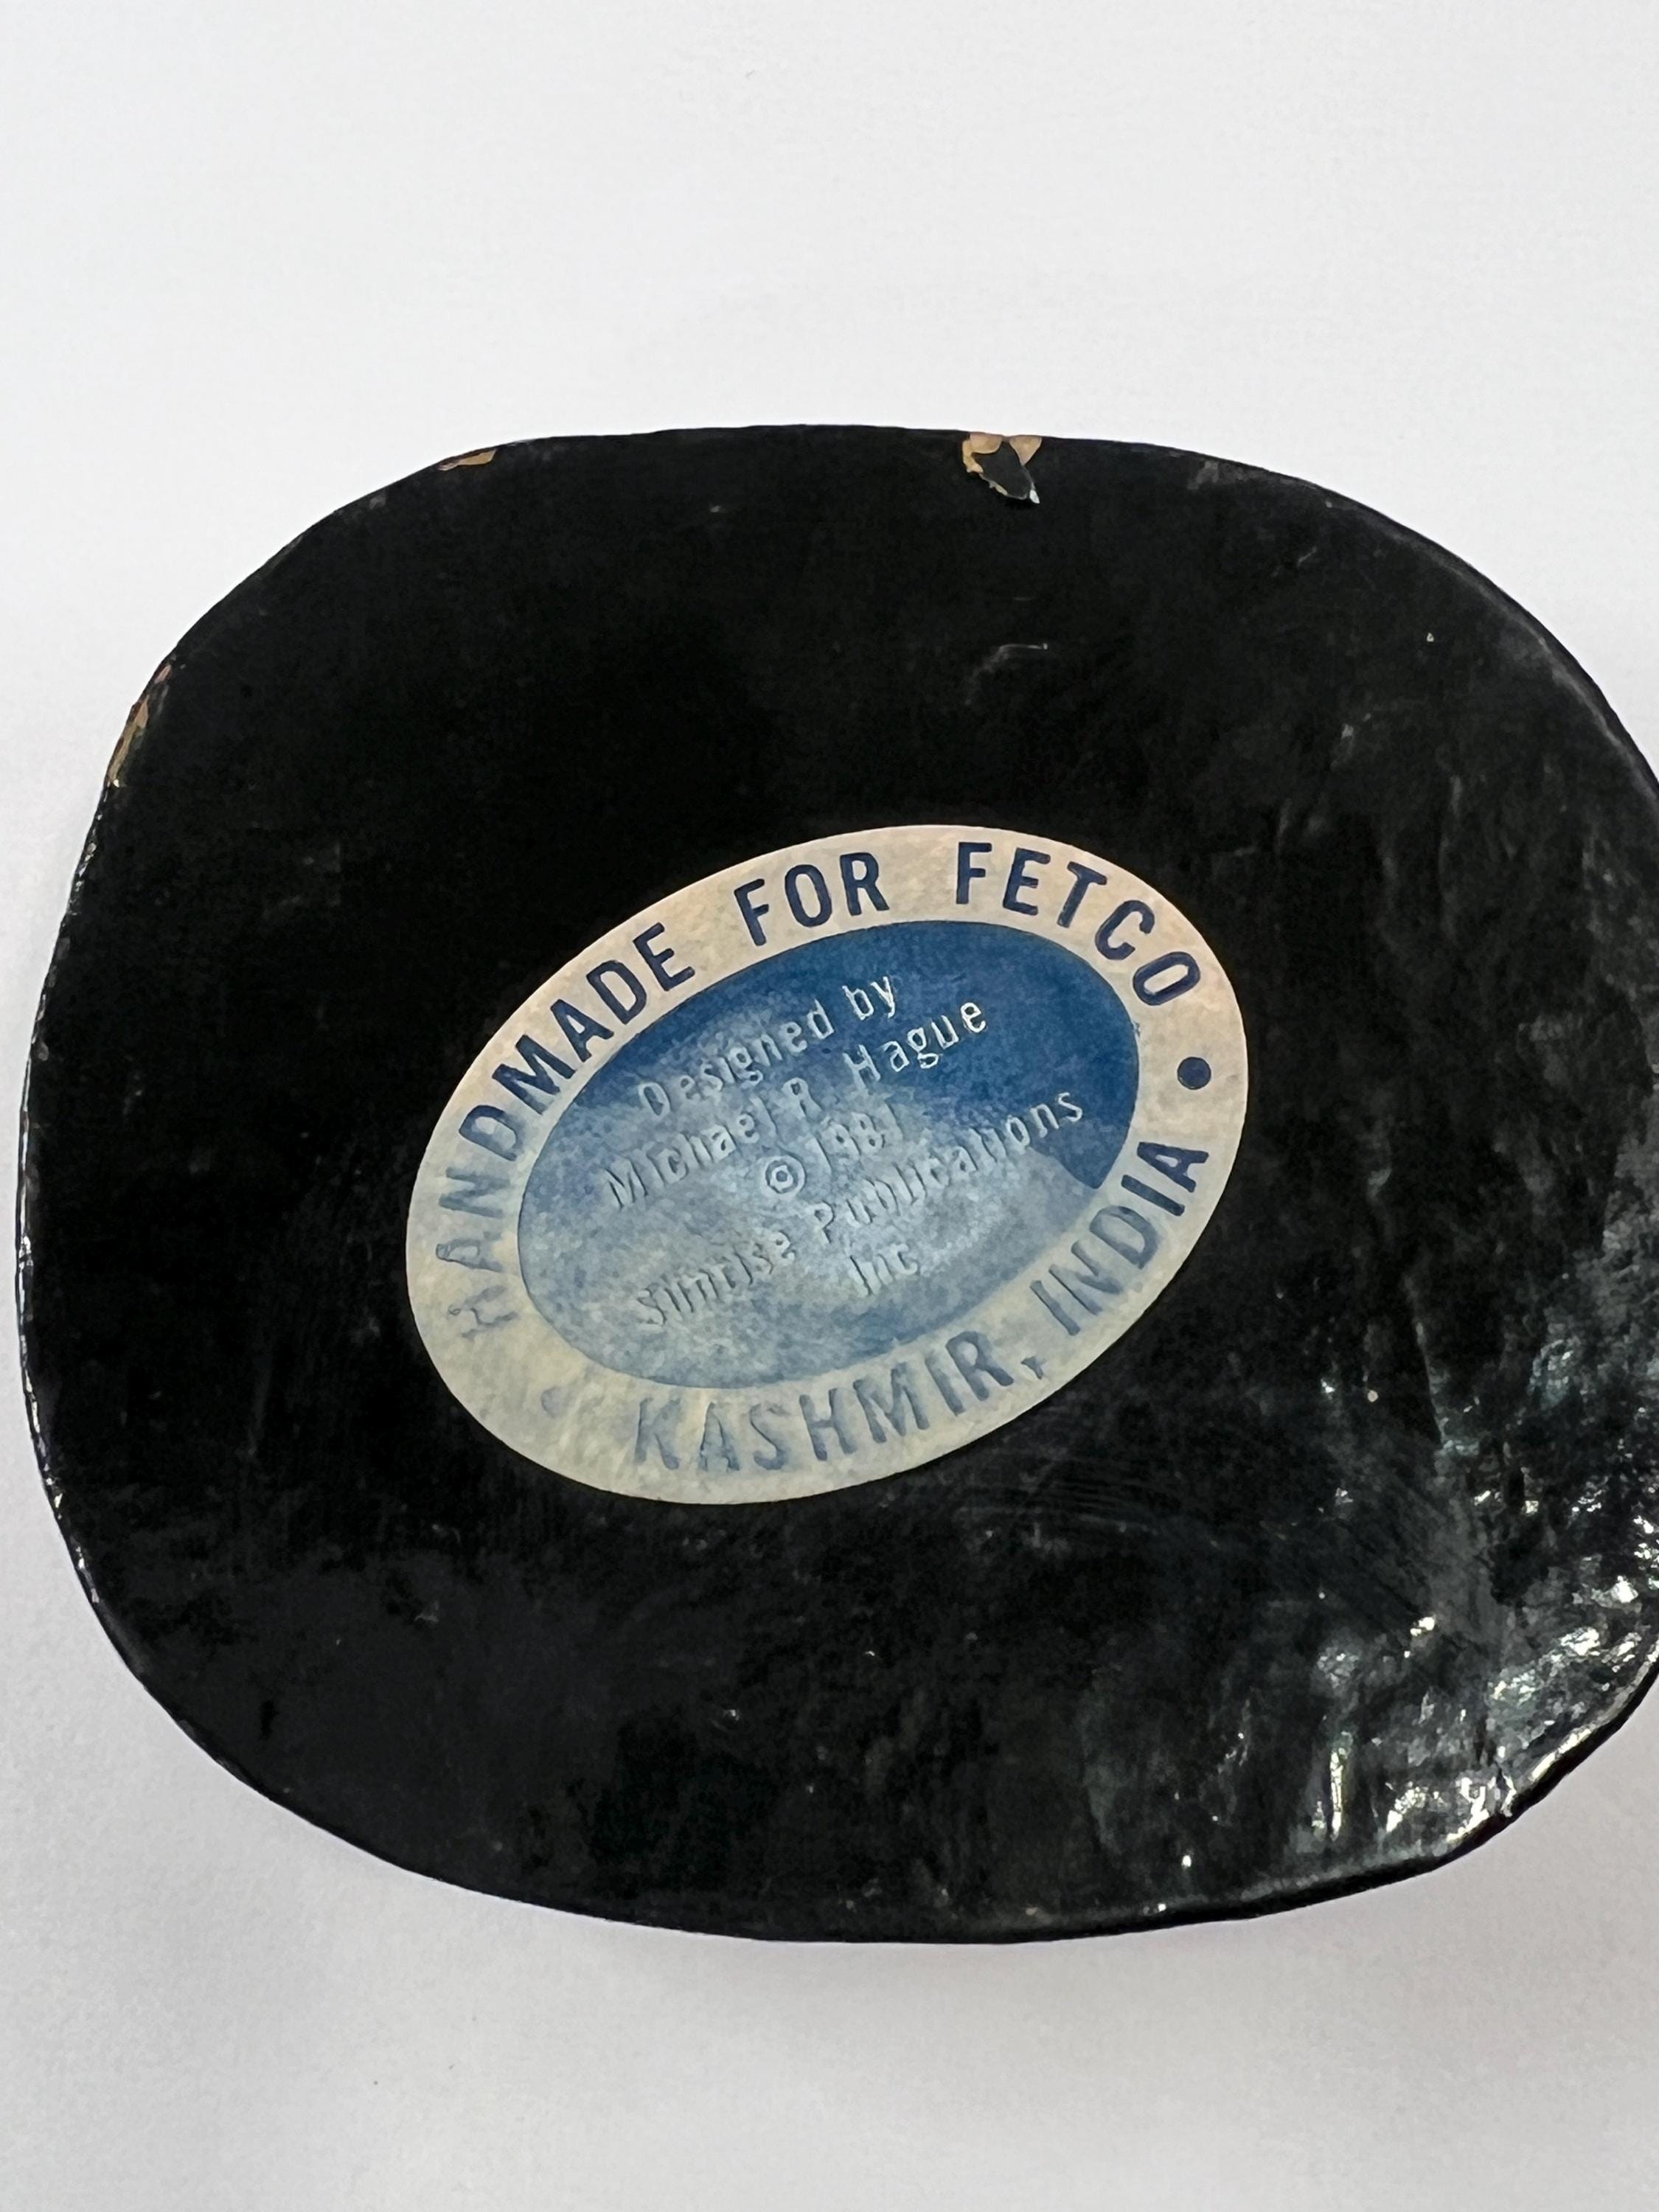 HANDMADE FOR FETCO
Designed by
Michael R. Hague
© 1981
Sunrise Publications
Inc
KASHMIR, INDIA